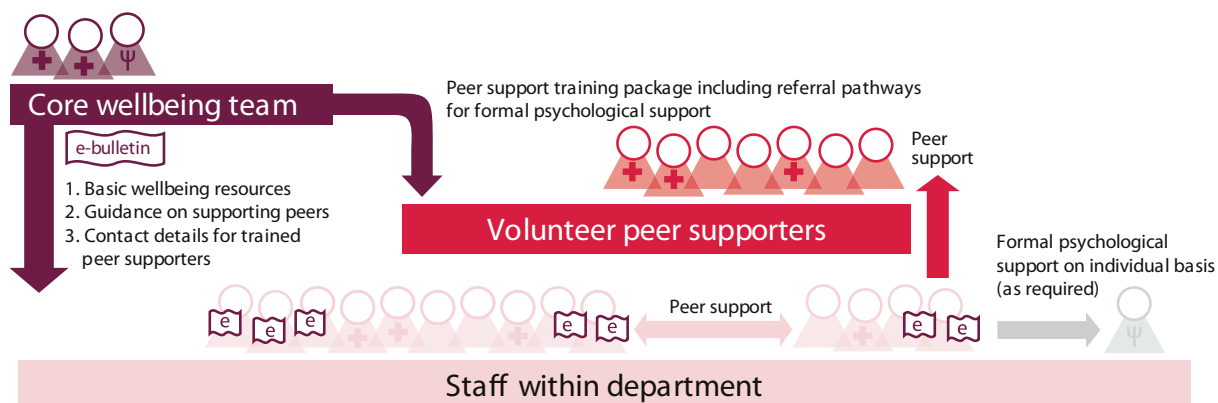 Core wellbeing team
e-bulletin
1. Basic wellbeing resources
2. Guidance on supporting peers
3. Contact details for trained
peer supporters
Peer support training package including referral pathways
for formal psychological support
Peer
support
Volunteer peer supporters
Formal psychological
support on individual basis
(as required)
Ψ
e
e
e
e
e
Peer support
e
e
Ψ
Staff within department